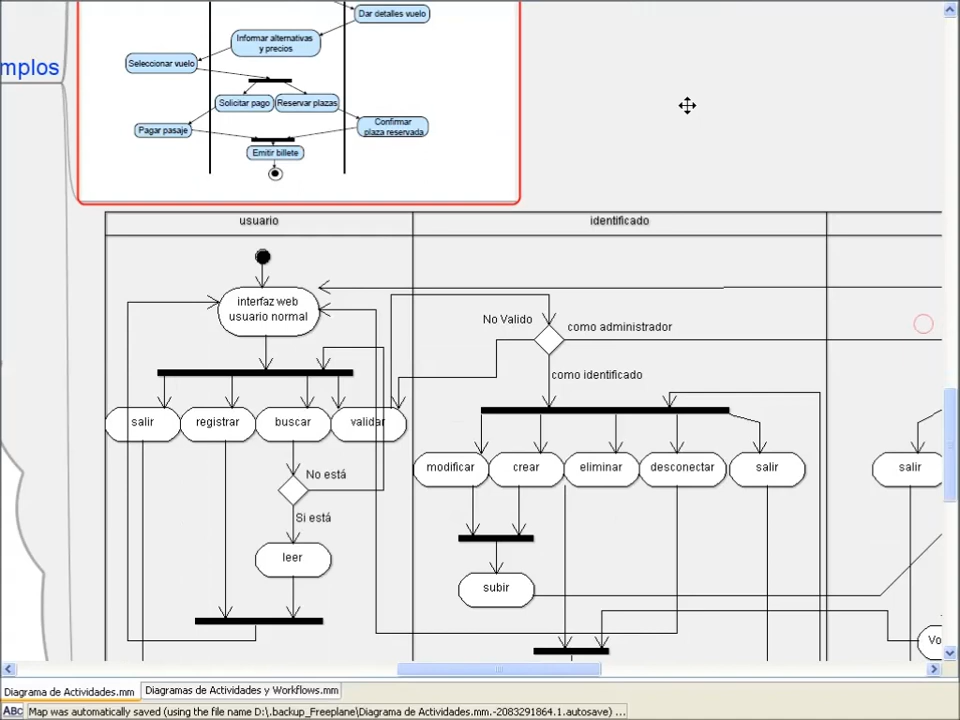 mplos
Dar detalles vuelo
Informar alternativas
y precios
Seleccionar vuelo
Solicitar pago
Reservar plazas
Pagar pasaje
Confirmar
plaza reservada
Emitir billete
usuario
identificado
interfaz web
usuario normal
No Valido
como administrador
como identificado
salir
registrar
buscar
validar
modificar
crear
eliminar
desconectar
salir
salir
No está
Si está
leer
subir
Vo
Diagrama de Actividades.mm
Diagramas de Actividades y Workflows.mm
ABC
Map was automatically saved (using the file name D:\.backup_Freeplane\Diagrama de Actividades.mm.-2083291864.1.autosave) ...